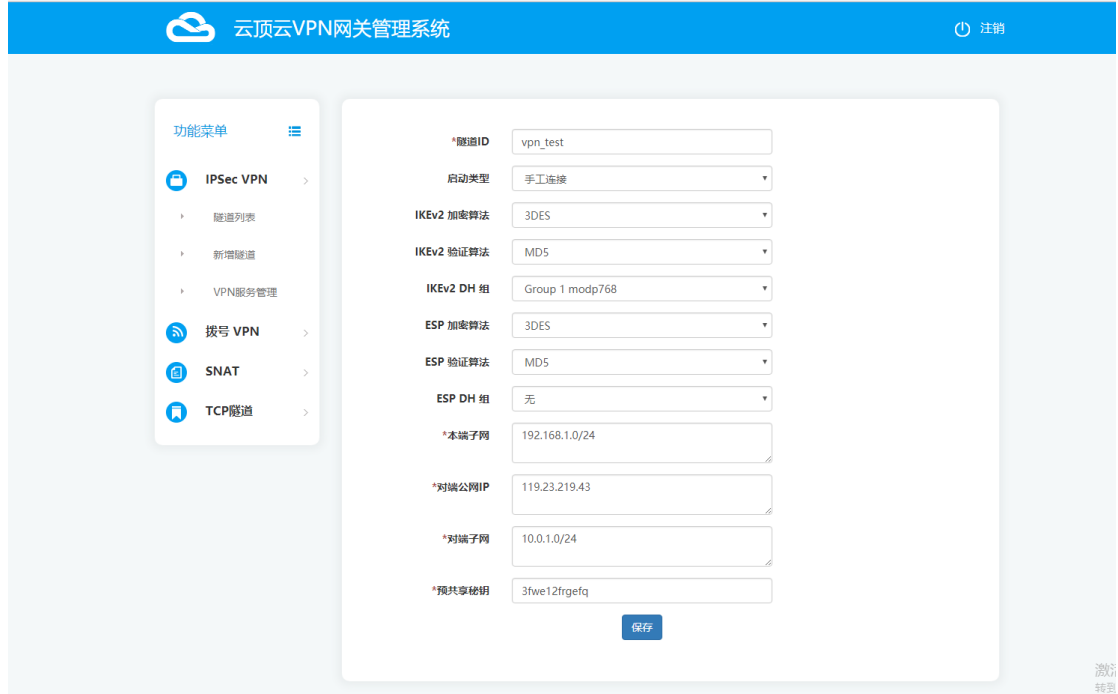 云顶云VPN网关管理系统
注销
功能菜单
IPSec VPN
隧道列表
新增隧道
VPN服务管理
拨号 VPN
SNAT
TCP隧道
*隧道ID
vpn_test
启动类型
手工连接
IKEv2 加密算法
3DES
IKEv2 验证算法
MD5
IKEv2 DH 组
Group 1 modp768
ESP 加密算法
3DES
ESP 验证算法
MD5
ESP DH 组
无
*本端子网
192.168.1.0/24
*对端公网IP
119.23.219.43
*对端子网
10.0.1.0/24
*预共享秘钥
3fwe12frgefq
保存
激活
转到